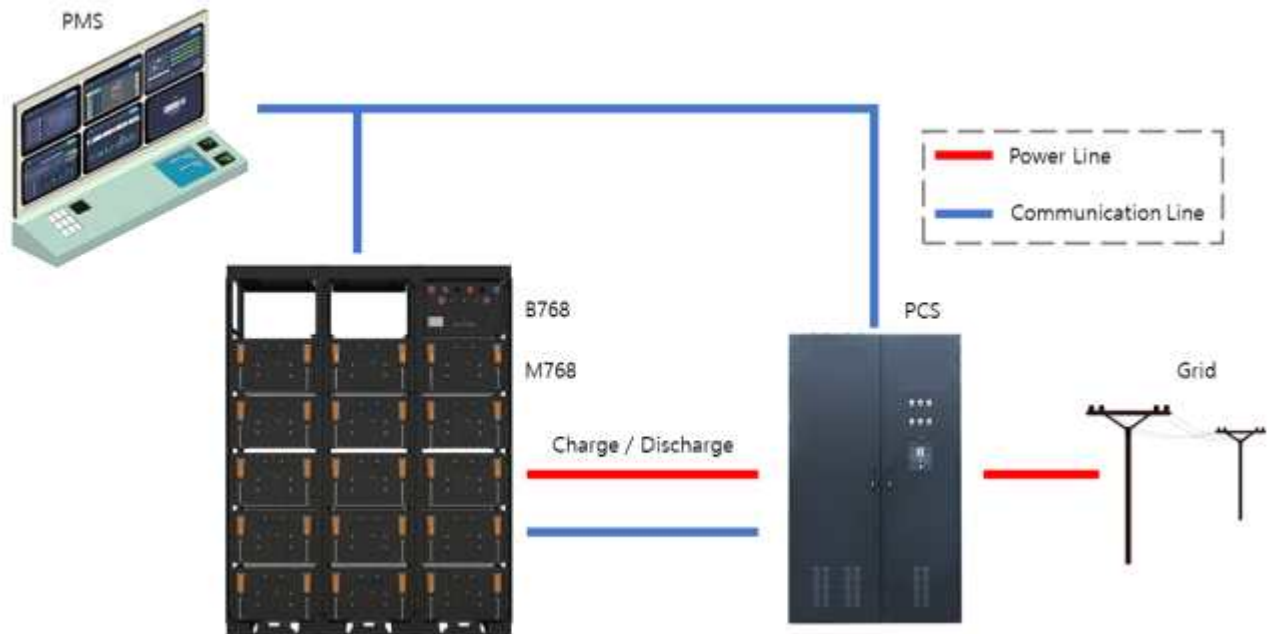 PMS
Power Line
Communication Line
B768
PCS
M768
Grid
Charge / Discharge